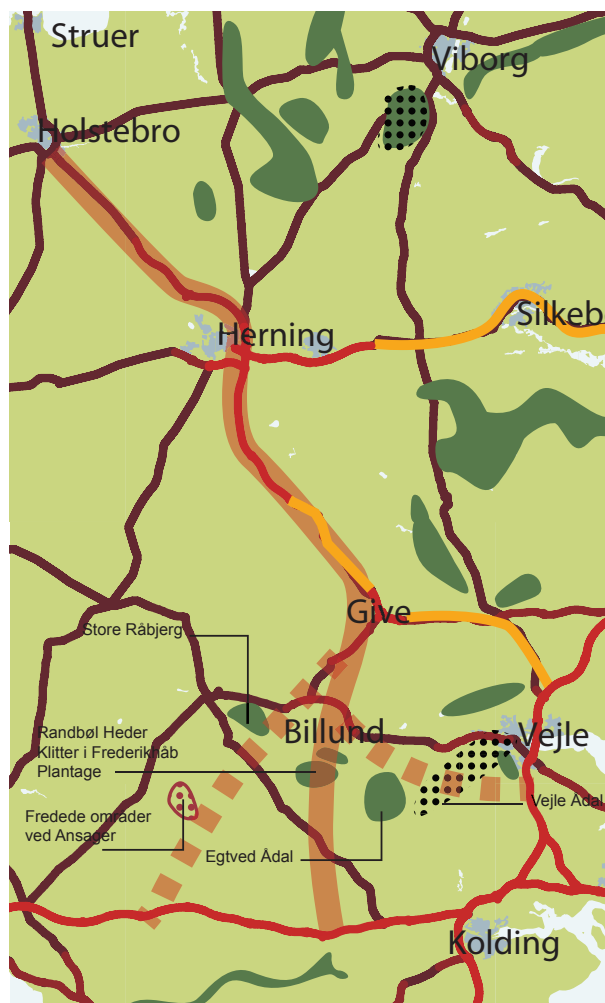 Struer
Viborg
Holstebro
Silkeb
Herning
Give
Store Råbjerg
Billund
Vejle
Randbøl Heder
Klitter i Frederikhåb
Plantage
Vejle Ådal
Fredede områder
ved Ansager
Egtved Ådal
Kolding